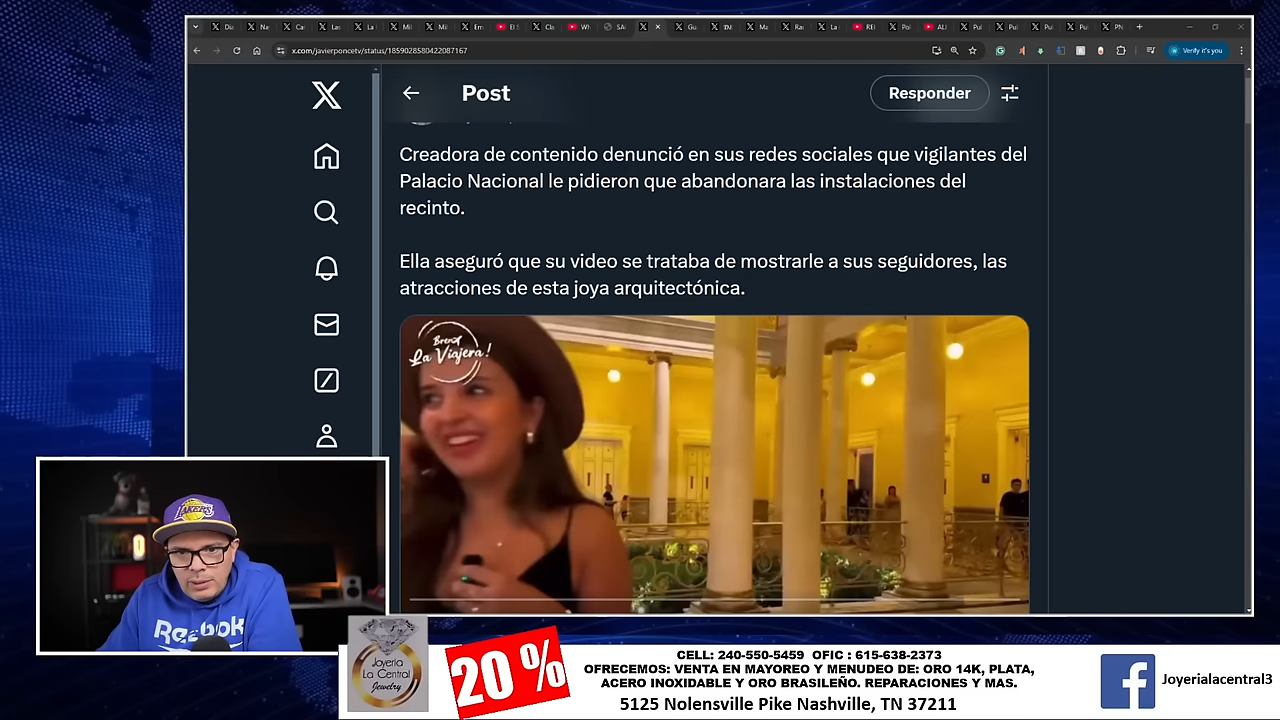 Verify it's you
x.com/javierponcetv/status/1859028580422087167
Post
Responder
Creadora de contenido denunció en sus redes sociales que vigilantes del
Palacio Nacional le pidieron que abandonara las instalaciones del
recinto.
Ella aseguró que su video se trataba de mostrarle a sus seguidores, las
atracciones de esta joya arquitectónica.
La Viajera!
LAKERS
Reebok
Joyeria
La Central
Jewelry
20 %
CELL: 240-550-5459 OFIC : 615-638-2373
OFRECEMOS: VENTA EN MAYOREO Y MENUDEO DE: ORO 14K, PLATA,
ACERO INOXIDABLE Y ORO BRASILEÑO. REPARACIONES Y MAS.
5125 Nolensville Pike Nashville, TN 37211
Joyerialacentral3